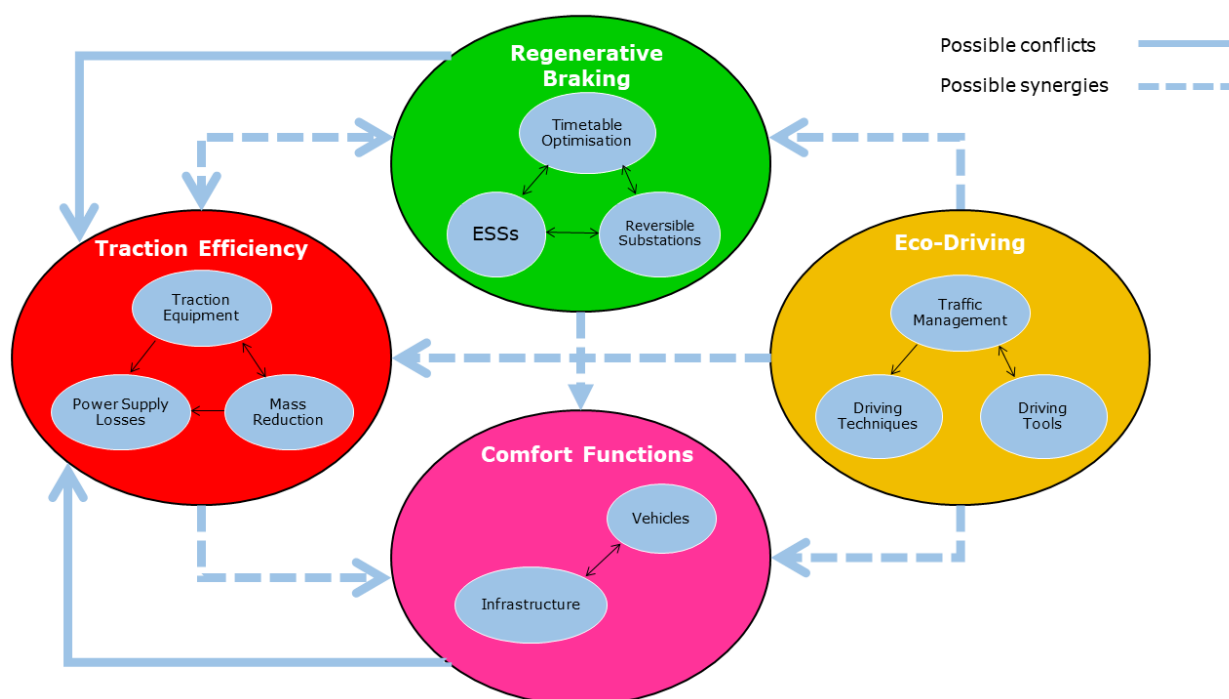 Possible conflicts
Possible synergies
Regenerative
Braking
Timetable
Optimisation
ESSs
Reversible
Substations
Traction Efficiency
Traction
Equipment
Power Supply
Losses
Mass
Reduction
Eco-Driving
Traffic
Management
Driving
Techniques
Driving
Tools
Comfort Functions
Vehicles
Infrastructure